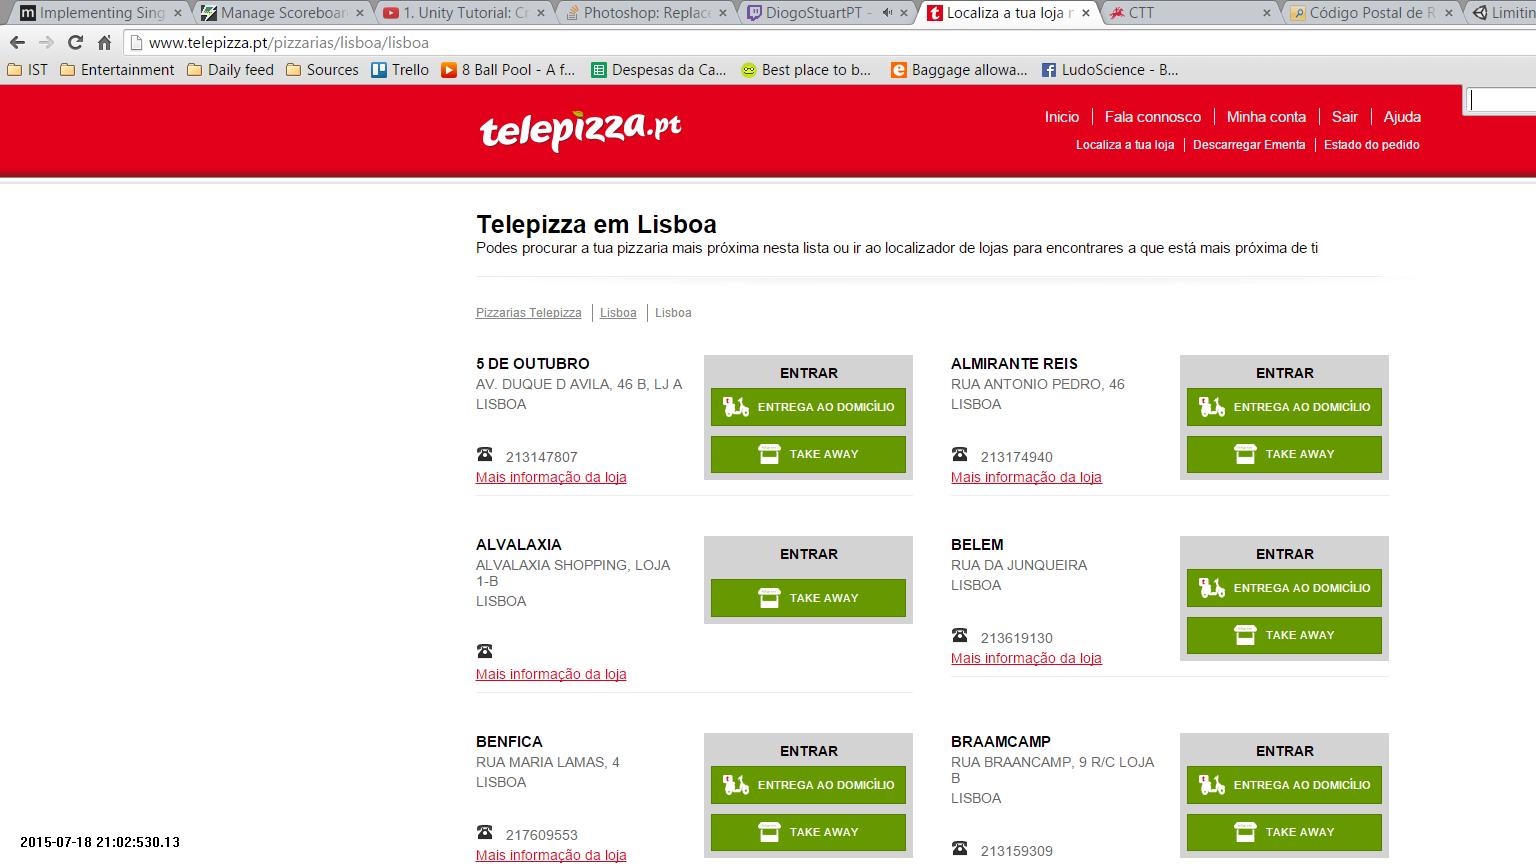 Implementing Sing
Manage Scoreboar
1. Unity Tutorial: Cr
Photoshop: Replace
DiogoStuartPT -
Localiza a tua loja n
CTT
Código Postal de R
Limitin
www.telepizza.pt/pizzarias/lisboa/lisboa
IST
Entertainment
Daily feed
Sources
Trello
8 Ball Pool - A f...
Despesas da Ca...
Best place to b...
Baggage allowa...
LudoScience - B...
telepizza.pt
Inicio
Fala connosco
Minha conta
Sair
Ajuda
Localiza a tua loja
Descarregar Ementa
Estado do pedido
Telepizza em Lisboa
Podes procurar a tua pizzaria mais próxima nesta lista ou ir ao localizador de lojas para encontrares a que está mais próxima de ti
Pizzarias Telepizza
Lisboa
Lisboa
5 DE OUTUBRO
AV. DUQUE D AVILA, 46 B, LJ A
LISBOA
213147807
Mais informação da loja
ENTRAR
ENTREGA AO DOMICÍLIO
TAKE AWAY
ALMIRANTE REIS
RUA ANTONIO PEDRO, 46
LISBOA
213174940
Mais informação da loja
ENTRAR
ENTREGA AO DOMICÍLIO
TAKE AWAY
ALVALAXIA
ALVALAXIA SHOPPING, LOJA
1-B
LISBOA
Mais informação da loja
ENTRAR
TAKE AWAY
BELEM
RUA DA JUNQUEIRA
LISBOA
213619130
Mais informação da loja
ENTRAR
ENTREGA AO DOMICÍLIO
TAKE AWAY
BENFICA
RUA MARIA LAMAS, 4
LISBOA
217609553
Mais informação da loja
ENTRAR
ENTREGA AO DOMICÍLIO
TAKE AWAY
BRAAMCAMP
RUA BRAANCAMP, 9 R/C LOJA
B
LISBOA
213159309
ENTRAR
ENTREGA AO DOMICÍLIO
TAKE AWAY
2015-07-18 21:02:530.13